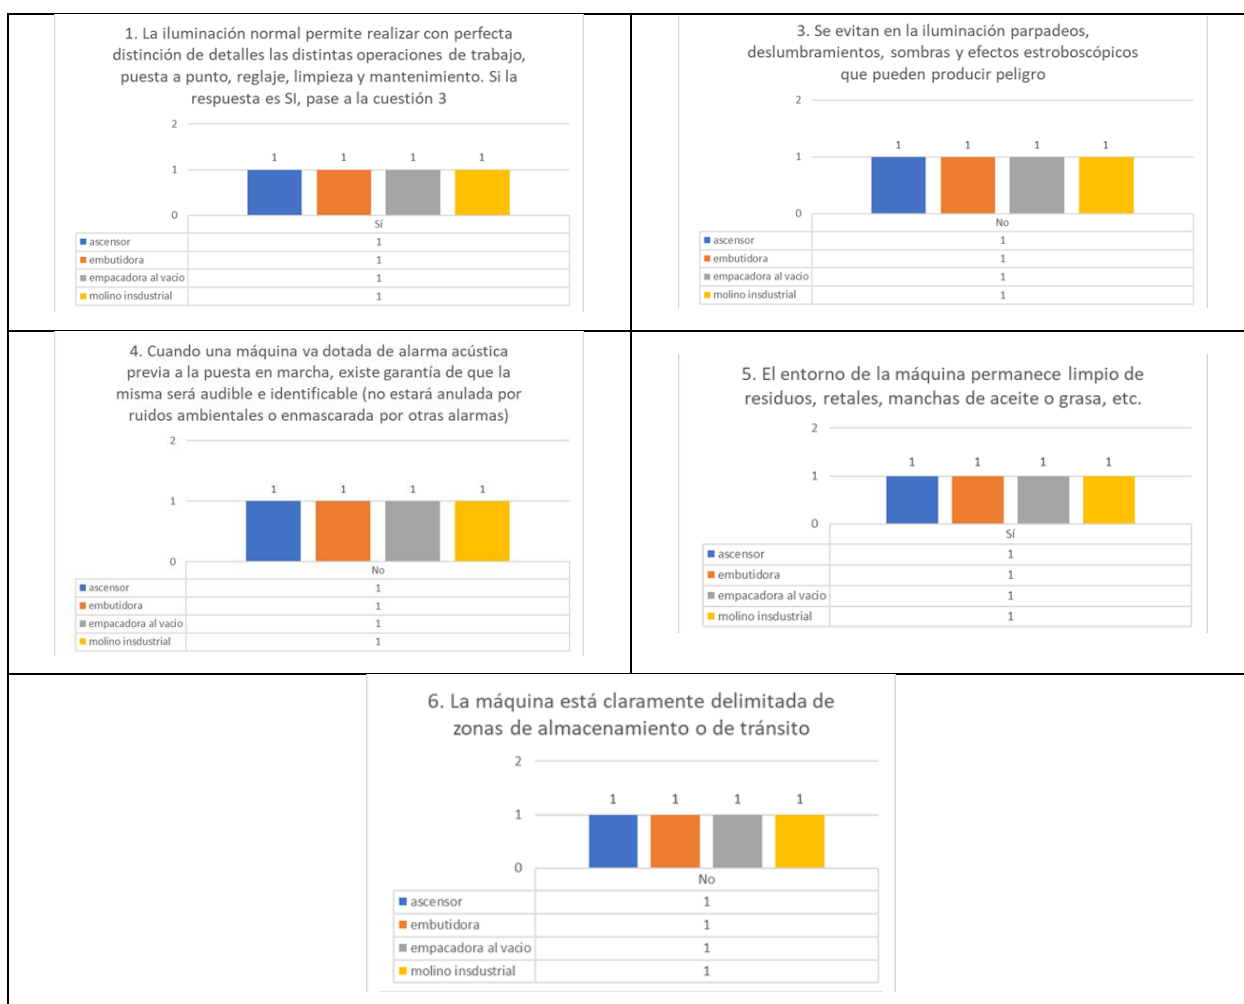 1. La iluminación normal permite realizar con perfecta
distinción de detalles las distintas operaciones de trabajo,
puesta a punto, reglaje, limpieza y mantenimiento. Si la
respuesta es SI, pase a la cuestión 3
2
1 1 1 1
1
0
Sí
ascensor 1
embutidora 1
empacadora al vacio 1
molino insdustrial 1
3. Se evitan en la iluminación parpadeos,
deslumbramientos, sombras y efectos estroboscópicos
que pueden producir peligro
2
1 1 1 1
1
0
No
ascensor 1
embutidora 1
empacadora al vacio 1
molino insdustrial 1
4. Cuando una máquina va dotada de alarma acústica
previa a la puesta en marcha, existe garantía de que la
misma será audible e identificable (no estará anulada por
ruidos ambientales o enmascarada por otras alarmas)
2
1 1 1 1
1
0
No
ascensor 1
embutidora 1
empacadora al vacio 1
molino insdustrial 1
5. El entorno de la máquina permanece limpio de
residuos, retales, manchas de aceite o grasa, etc.
2
1 1 1 1
1
0
Sí
ascensor 1
embutidora 1
empacadora al vacio 1
molino insdustrial 1
6. La máquina está claramente delimitada de
zonas de almacenamiento o de tránsito
2
1 1 1 1
1
0
No
ascensor 1
embutidora 1
empacadora al vacio 1
molino insdustrial 1